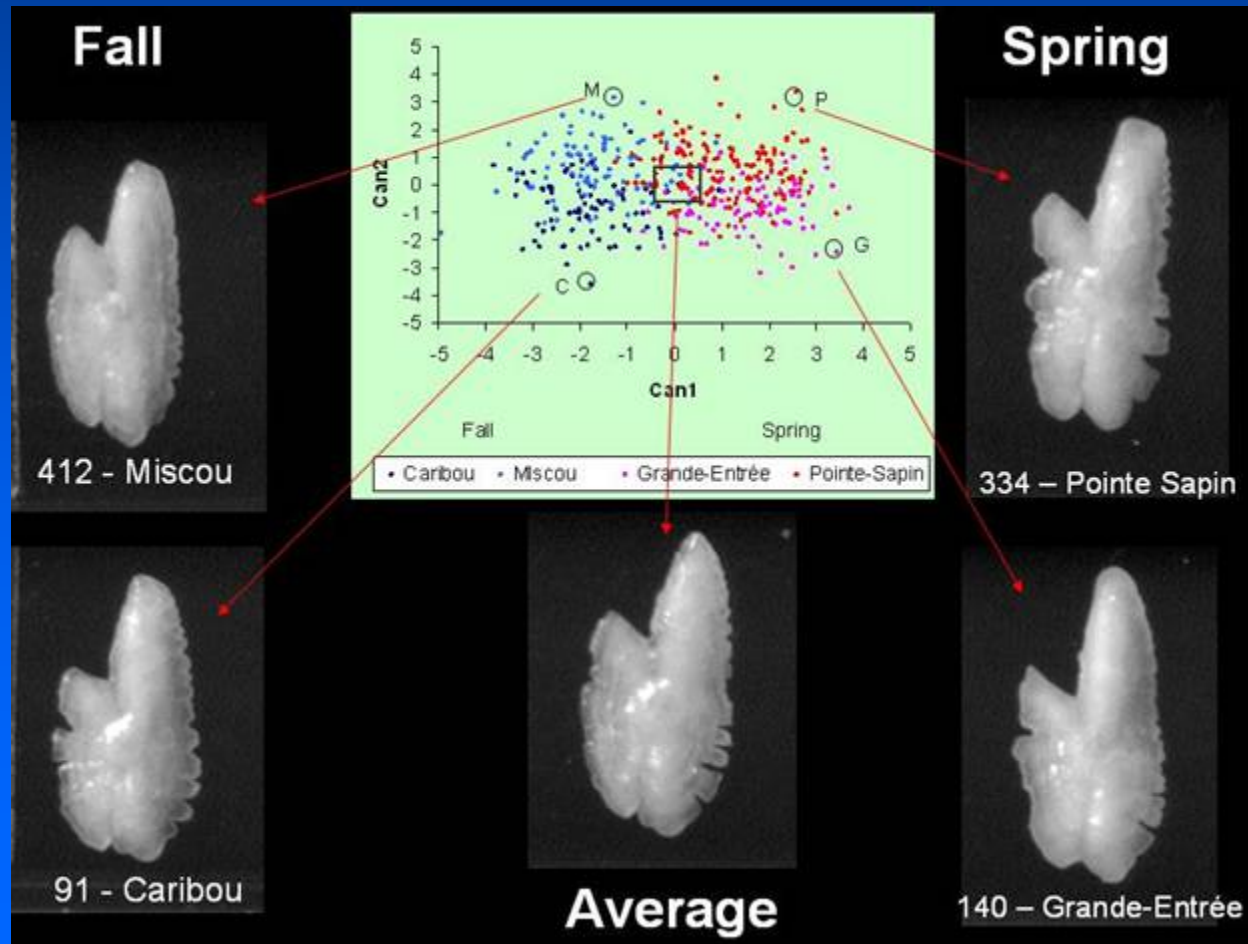 Fall
Spring
5
4
3
2
1
0
-1
-2
-3
-4
-5
Can2
M
P
C
G
-5 -4 -3 -2 -1 0 1 2 3 4 5
Can1
Fall Spring
Caribou Miscou Grande-Entrée Pointe-Sapin
412 - Miscou
334 – Pointe Sapin
91 - Caribou
Average
140 – Grande-Entrée